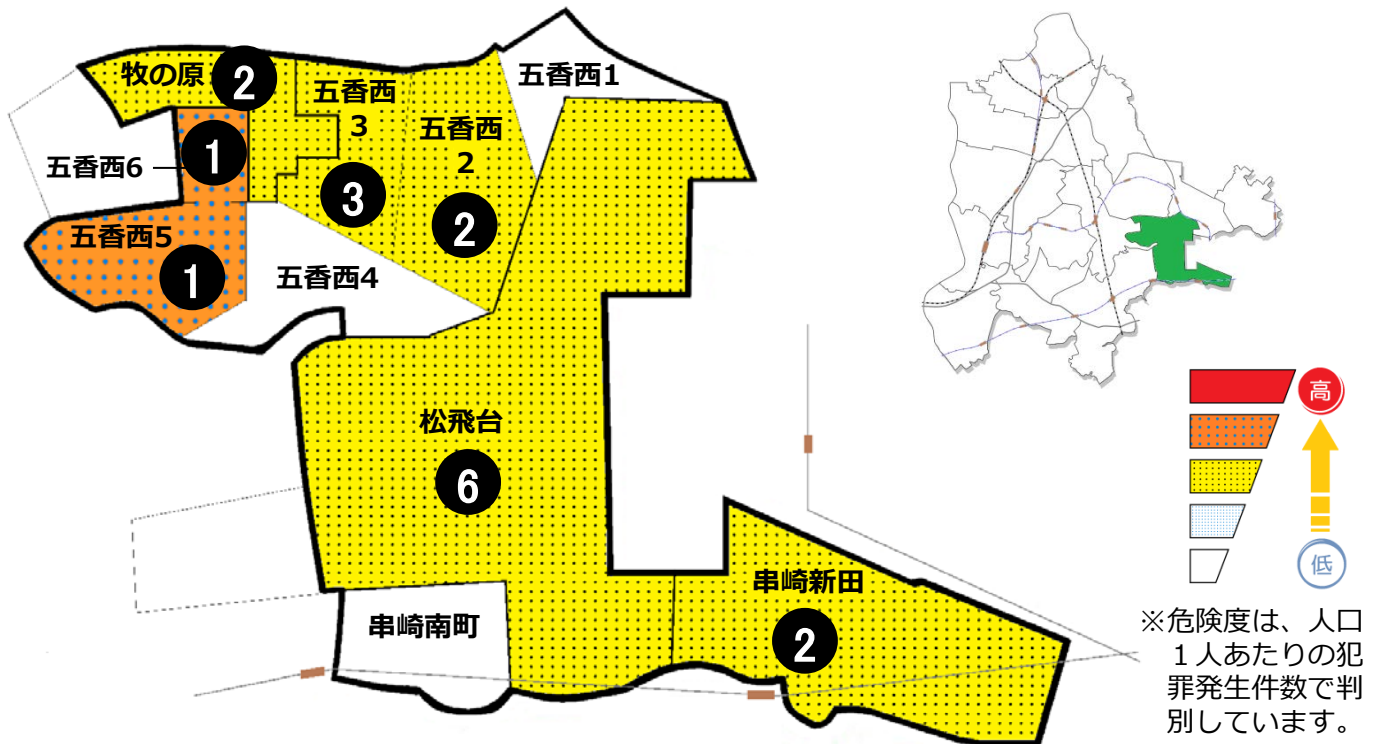 牧の原
2
五香西
3
3
五香西
2
2
五香西1
五香西6
1
五香西5
1
五香西4
松飛台
6
串崎新田
2
串崎南町
高
低
※危険度は、人口
１人あたりの犯
罪発生件数で判
別しています。